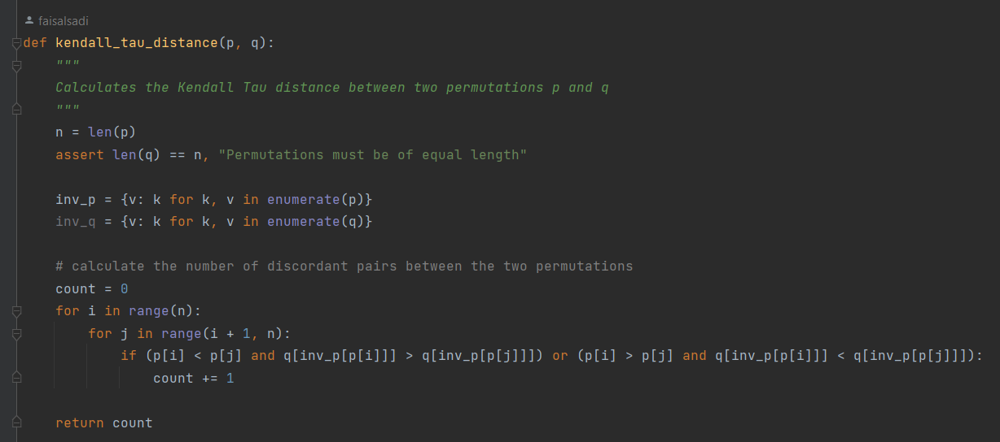 faisalsadi
def kendall_tau_distance(p, q):
    """
    Calculates the Kendall Tau distance between two permutations p and q
    """
    n = len(p)
    assert len(q) == n, "Permutations must be of equal length"
    inv_p = {v: k for k, v in enumerate(p)}
    inv_q = {v: k for k, v in enumerate(q)}
    # calculate the number of discordant pairs between the two permutations
    count = 0
    for i in range(n):
        for j in range(i + 1, n):
            if (p[i] < p[j] and q[inv_p[p[i]]] > q[inv_p[p[j]]]) or (p[i] > p[j] and q[inv_p[p[i]]] < q[inv_p[p[j]]]):
                count += 1
    return count